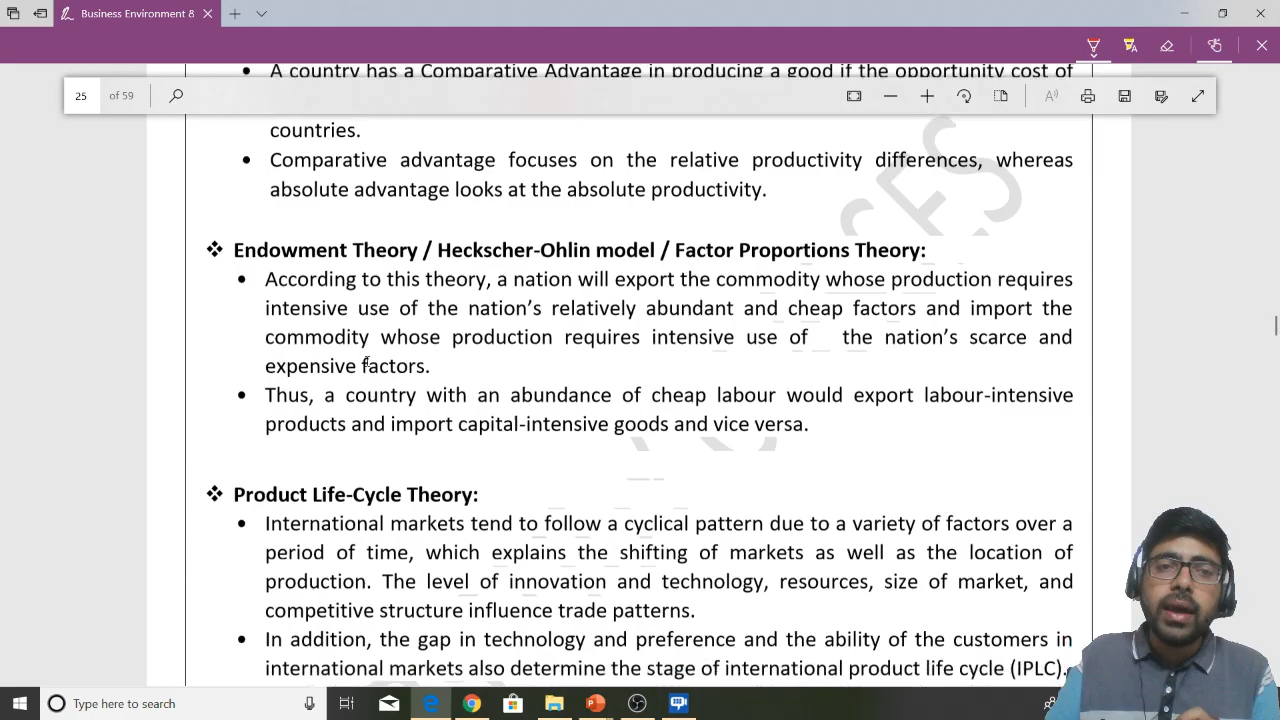 Business Environment 8
• A country has a Comparative Advantage in producing a good if the opportunity cost of
25 of 59
countries.
• Comparative advantage focuses on the relative productivity differences, whereas
absolute advantage looks at the absolute productivity.
❖ Endowment Theory / Heckscher-Ohlin model / Factor Proportions Theory:
• According to this theory, a nation will export the commodity whose production requires
intensive use of the nation’s relatively abundant and cheap factors and import the
commodity whose production requires intensive use of the nation’s scarce and
expensive factors.
• Thus, a country with an abundance of cheap labour would export labour-intensive
products and import capital-intensive goods and vice versa.
❖ Product Life-Cycle Theory:
• International markets tend to follow a cyclical pattern due to a variety of factors over a
period of time, which explains the shifting of markets as well as the location of
production. The level of innovation and technology, resources, size of market, and
competitive structure influence trade patterns.
• In addition, the gap in technology and preference and the ability of the customers in
international markets also determine the stage of international product life cycle (IPLC).
Type here to search